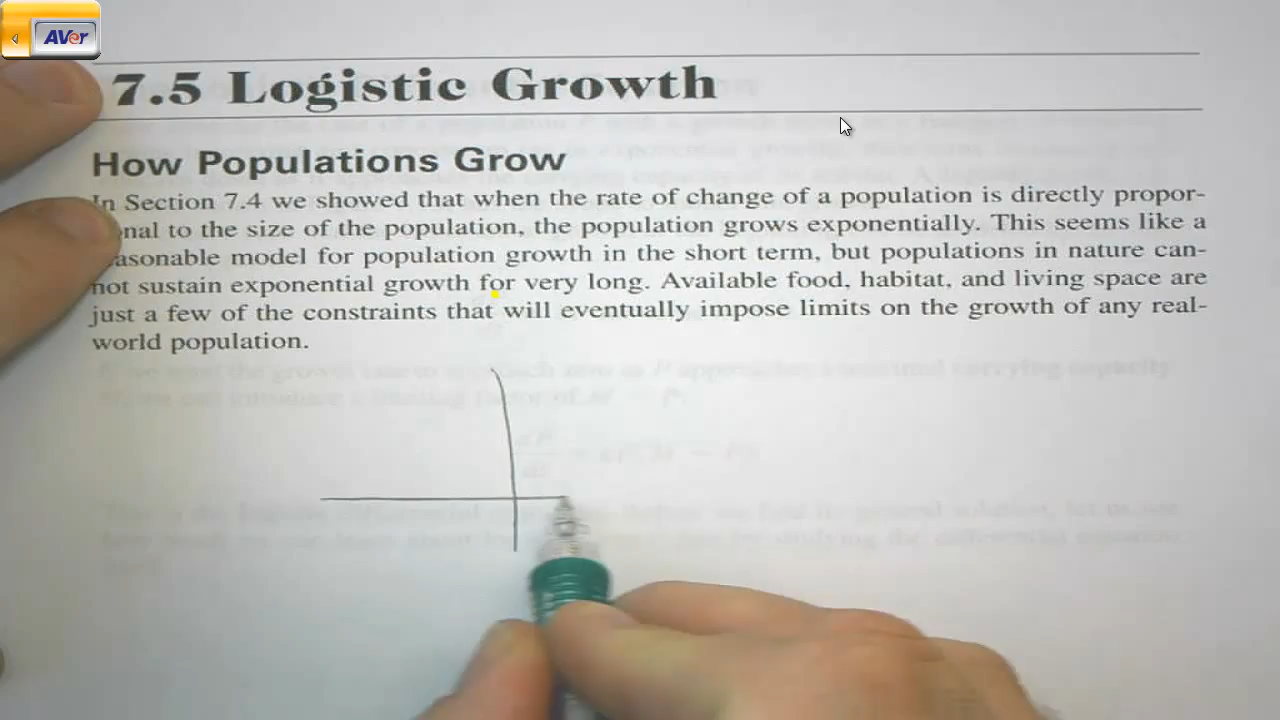 AVer
7.5 Logistic Growth
How Populations Grow
In Section 7.4 we showed that when the rate of change of a population is directly propor-
nal to the size of the population, the population grows exponentially. This seems like a
asonable model for population growth in the short term, but populations in nature can-
not sustain exponential growth for very long. Available food, habitat, and living space are
just a few of the constraints that will eventually impose limits on the growth of any real-
world population.